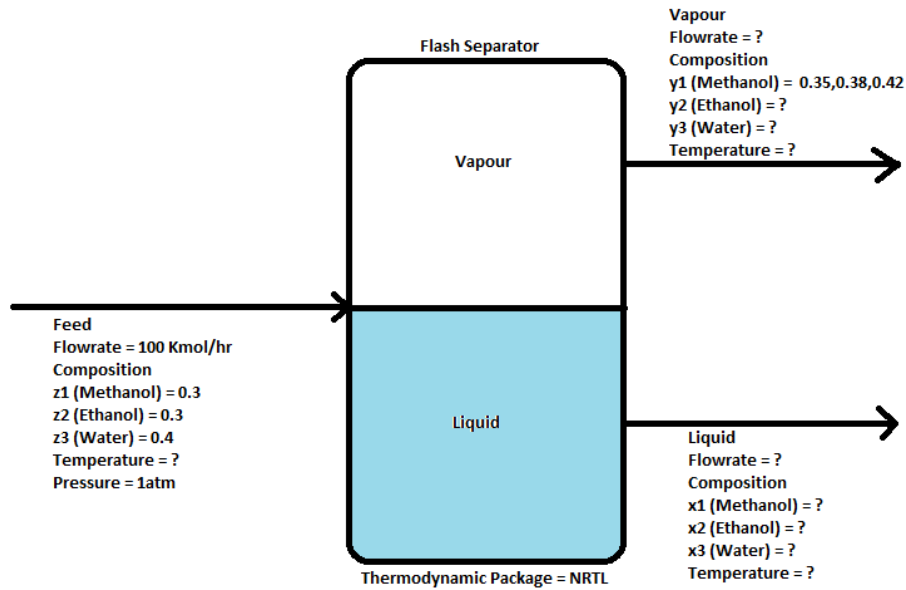 Flash Separator
Vapour
Flowrate = ?
Composition
y1 (Methanol) = 0.35,0.38,0.42
y2 (Ethanol) = ?
y3 (Water) = ?
Temperature = ?
Vapour
Feed
Flowrate = 100 Kmol/hr
Composition
z1 (Methanol) = 0.3
z2 (Ethanol) = 0.3
z3 (Water) = 0.4
Temperature = ?
Pressure = 1atm
Liquid
Liquid
Flowrate = ?
Composition
x1 (Methanol) = ?
x2 (Ethanol) = ?
x3 (Water) = ?
Temperature = ?
Thermodynamic Package = NRTL